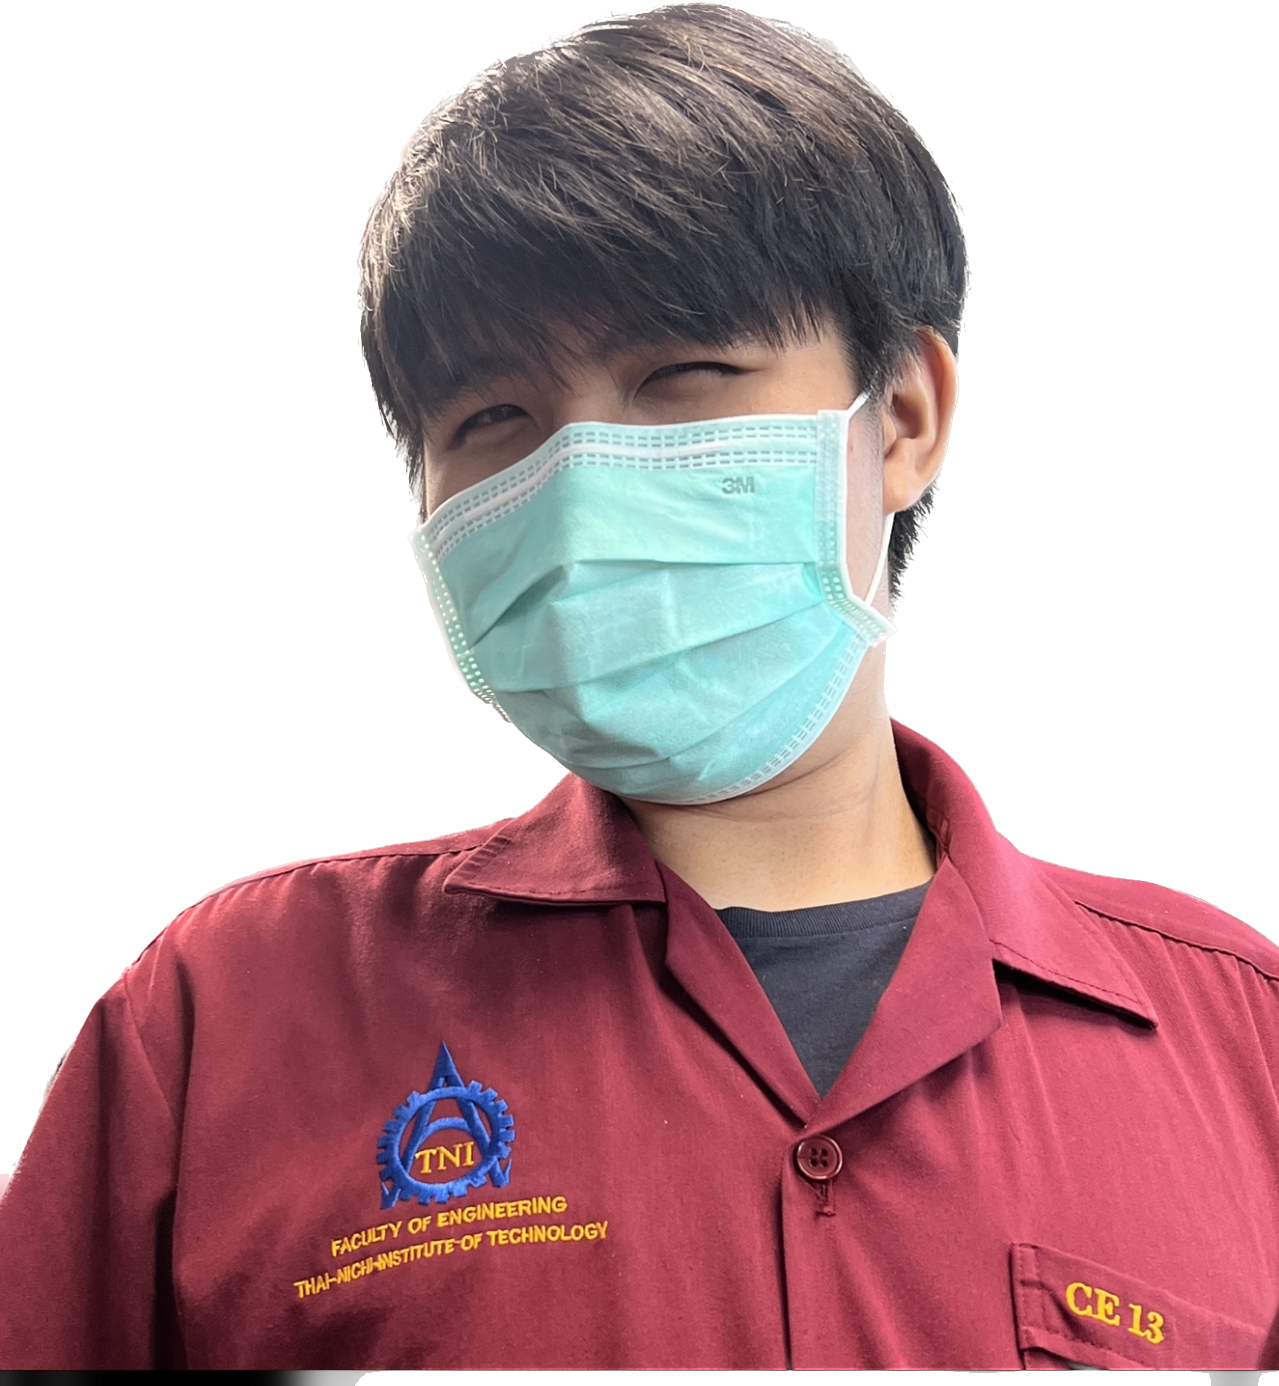 3M
TNI
FACULTY OF ENGINEERING
THAI-NICHI INSTITUTE OF TECHNOLOGY
CE 13